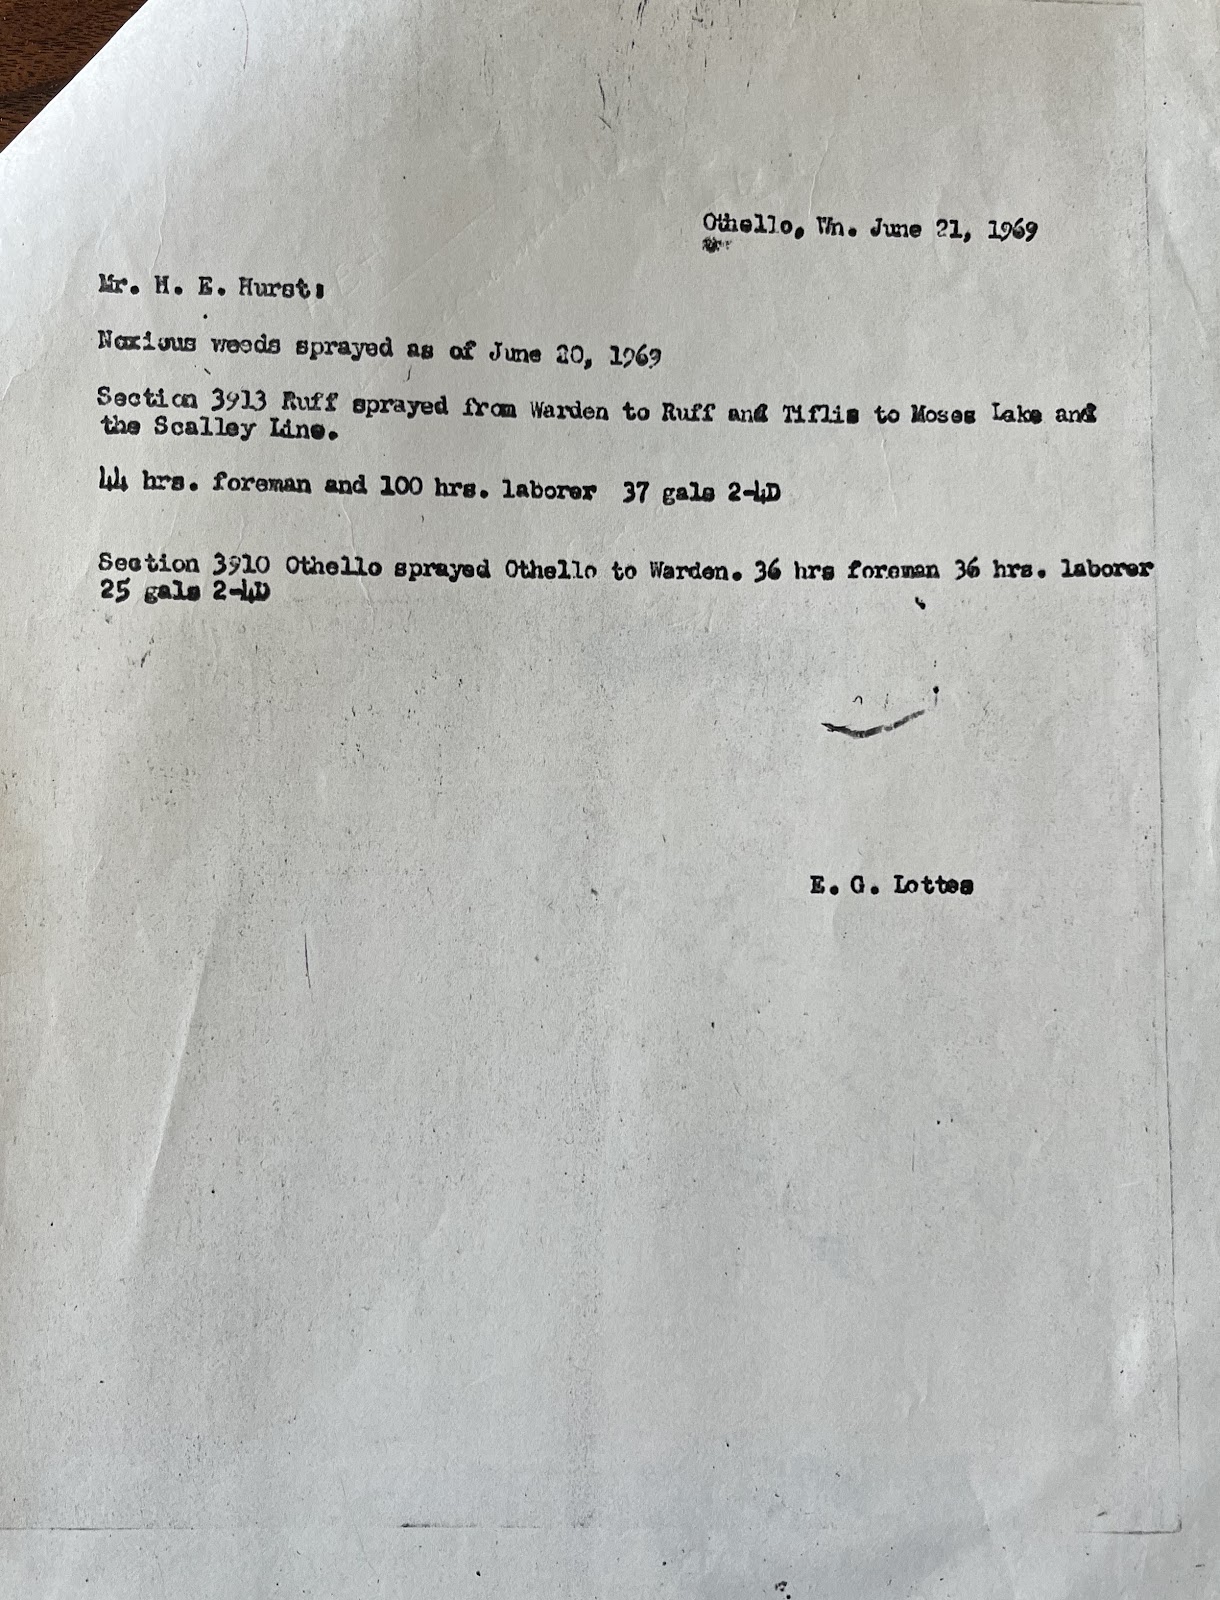 Othello, Wn. June 21, 1969
Mr. H. E. Hurst:
Noxious weeds sprayed as of June 20, 1969
Section 3913 Ruff sprayed from Warden to Ruff and Tiflis to Moses Lake and
the Scalley Line.
44 hrs. foreman and 100 hrs. laborer 37 gals 2-4D
Section 3910 Othello sprayed Othello to Warden. 36 hrs foreman 36 hrs. laborer
25 gals 2-4D
E. G. Lottes